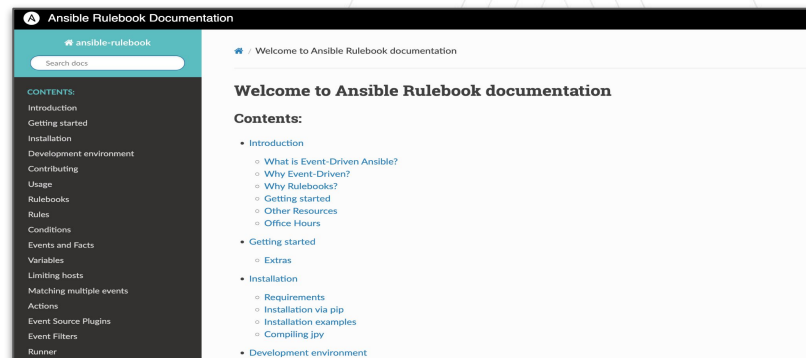 Ansible Rulebook Documentation
ansible-rulebook
Search docs
CONTENTS:
Introduction
Getting started
Installation
Development environment
Contributing
Usage
Rulebooks
Rules
Conditions
Events and Facts
Variables
Limiting hosts
Matching multiple events
Actions
Event Source Plugins
Event Filters
Runner
/ Welcome to Ansible Rulebook documentation
Welcome to Ansible Rulebook documentation
Contents:
• Introduction
○ What is Event-Driven Ansible?
○ Why Event-Driven?
○ Why Rulebooks?
○ Getting started
○ Other Resources
○ Office Hours
• Getting started
○ Extras
• Installation
○ Requirements
○ Installation via pip
○ Installation examples
○ Compiling jpy
• Development environment